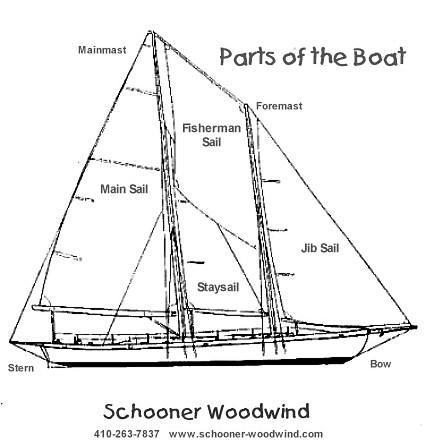 Parts of the Boat
Mainmast
Foremast
Fisherman
Sail
Main Sail
Jib Sail
Staysail
Stern
Bow
Schooner Woodwind
410-263-7837 www.schooner-woodwind.com